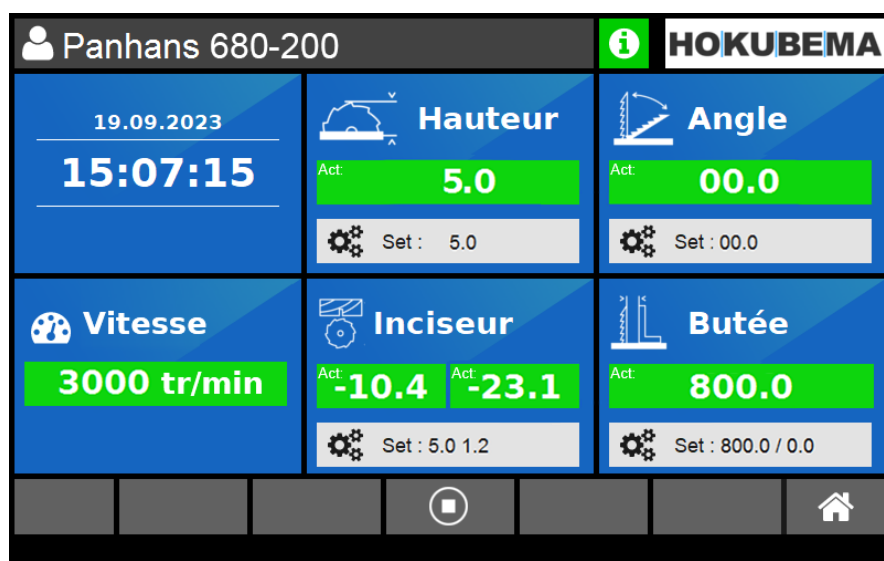 Panhans 680-200
i
HOKUBEMA
19.09.2023
15:07:15
Hauteur
Act:
5.0
Set : 5.0
Angle
Act:
00.0
Set : 00.0
Vitesse
3000 tr/min
Inciseur
Act:
-10.4
Act:
-23.1
Set : 5.0 1.2
Butée
Act:
800.0
Set : 800.0 / 0.0